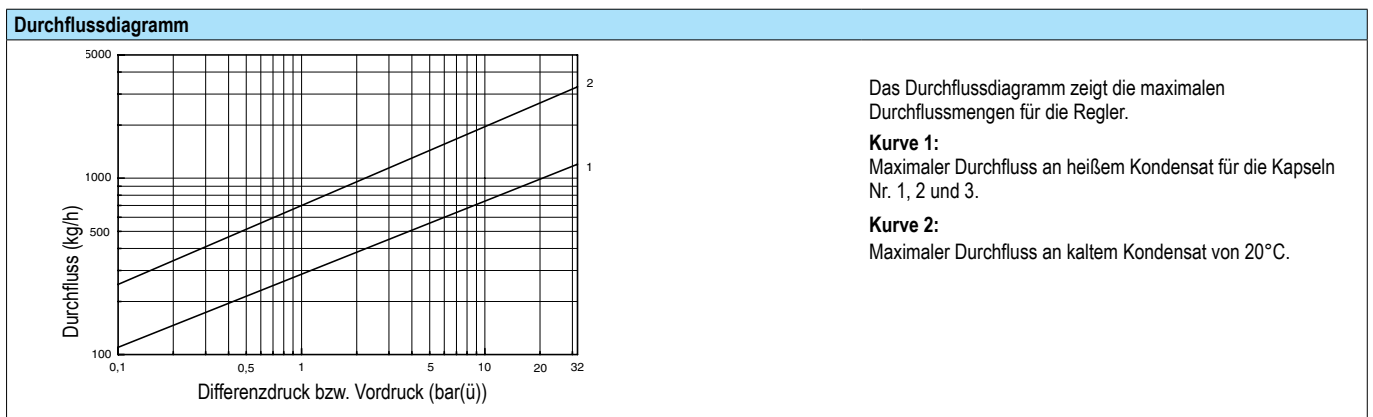 Durchflussdiagramm
5000
1000
500
100
Durchfluss (kg/h)
0,1
0,5
1
5
10
20
32
2
1
Differenzdruck bzw. Vordruck (bar(ü))
Das Durchflussdiagramm zeigt die maximalen
Durchflussmengen für die Regler.
Kurve 1:
Maximaler Durchfluss an heißem Kondensat für die Kapseln
Nr. 1, 2 und 3.
Kurve 2:
Maximaler Durchfluss an kaltem Kondensat von 20°C.